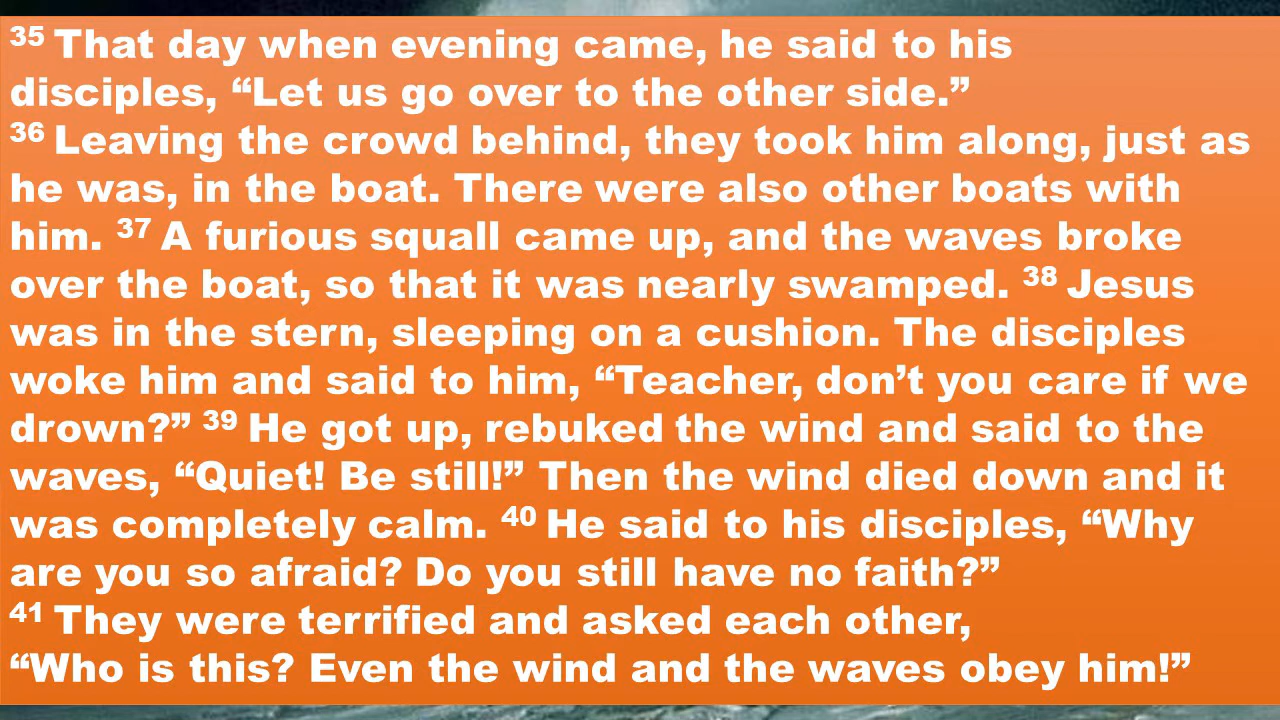 35 That day when evening came, he said to his
disciples, “Let us go over to the other side.”
36 Leaving the crowd behind, they took him along, just as
he was, in the boat. There were also other boats with
him. 37 A furious squall came up, and the waves broke
over the boat, so that it was nearly swamped. 38 Jesus
was in the stern, sleeping on a cushion. The disciples
woke him and said to him, “Teacher, don’t you care if we
drown?” 39 He got up, rebuked the wind and said to the
waves, “Quiet! Be still!” Then the wind died down and it
was completely calm. 40 He said to his disciples, “Why
are you so afraid? Do you still have no faith?”
41 They were terrified and asked each other,
“Who is this? Even the wind and the waves obey him!”